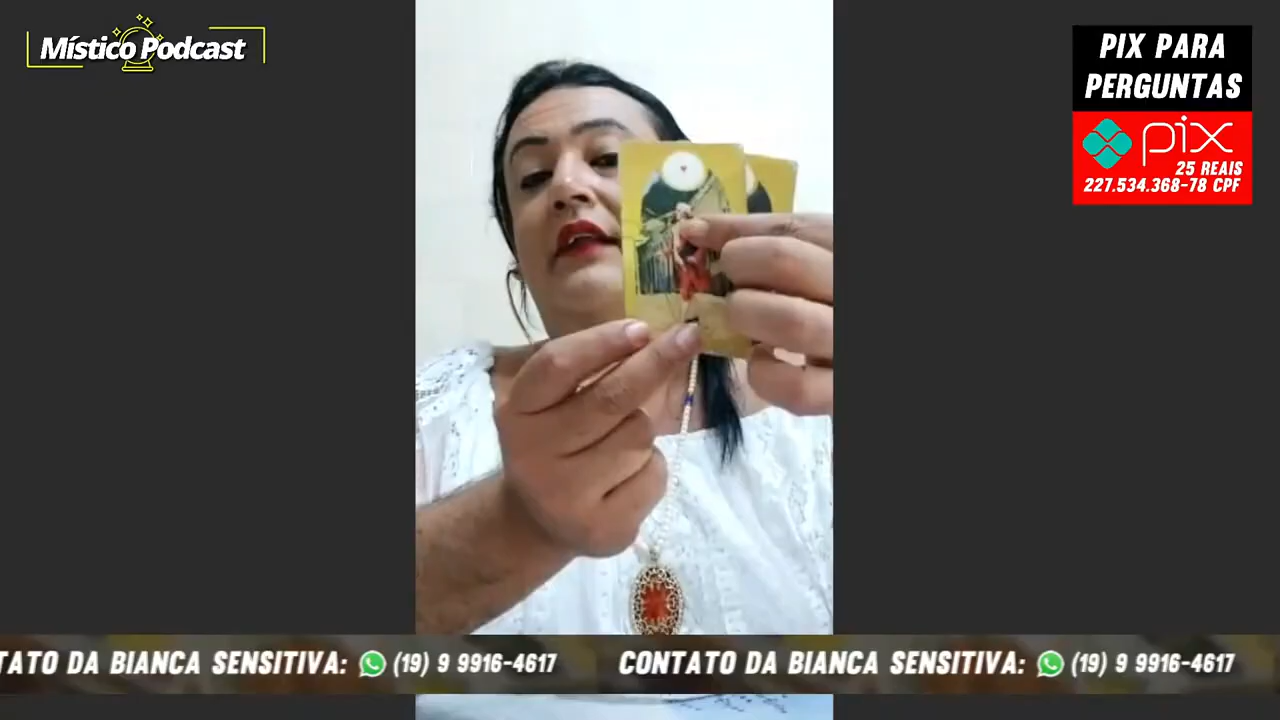 Místico Podcast
PIX PARA
PERGUNTAS
pix
25 REAIS
227.534.368-78 CPF
TATO DA BIANCA SENSITIVA: (19) 9 9916-4617 CONTATO DA BIANCA SENSITIVA: (19) 9 9916-4617